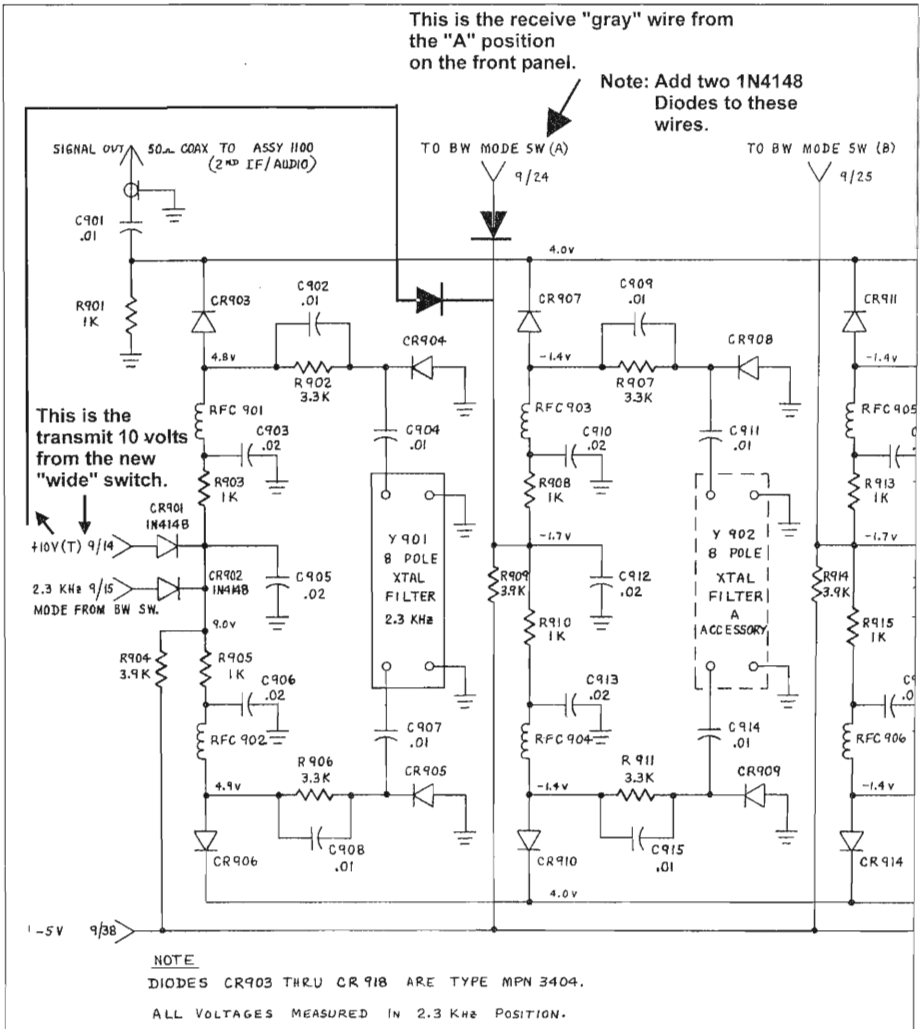 This is the receive "gray" wire from
the "A" position
on the front panel.
Note: Add two 1N4148
Diodes to these
wires.
SIGNAL OUT
50Ω COAX TO ASSY 1100
(2ND IF/AUDIO)
TO BW MODE SW (A)
9/24
TO BW MODE SW (B)
9/25
C901
.01
R901
1K
4.0V
CR903
C902
.01
CR904
4.8V
R902
3.3K
CR907
C909
.01
CR908
-1.4V
R907
3.3K
CR911
-1.4V
This is the
transmit 10 volts
from the new
"wide" switch.
RFC 901
C903
.02
C904
.01
R903
1K
RFC903
C910
.02
C911
.01
R908
1K
RFC905
R913
1K
CR901
1N4148
+10V(T) 9/14
2.3 KHz 9/15
MODE FROM BW SW.
CR902
1N4148
C905
.02
9.0V
Y 901
8 POLE
XTAL
FILTER
2.3 KHz
-1.7V
R909
3.9K
C912
.02
R910
1K
Y 902
8 POLE
XTAL
FILTER
A
ACCESSORY
-1.7V
R914
3.9K
R915
1K
R904
3.9K
R905
1K
C906
.02
RFC 902
C907
.01
C913
.02
RFC904
C914
.01
RFC906
4.9V
R906
3.3K
CR905
C908
.01
CR906
-1.4V
R911
3.3K
CR909
C915
.01
CR910
-1.4V
CR914
4.0V
-5V
9/38
NOTE
DIODES CR903 THRU CR918 ARE TYPE MPN 3404.
ALL VOLTAGES MEASURED IN 2.3 KHz POSITION.